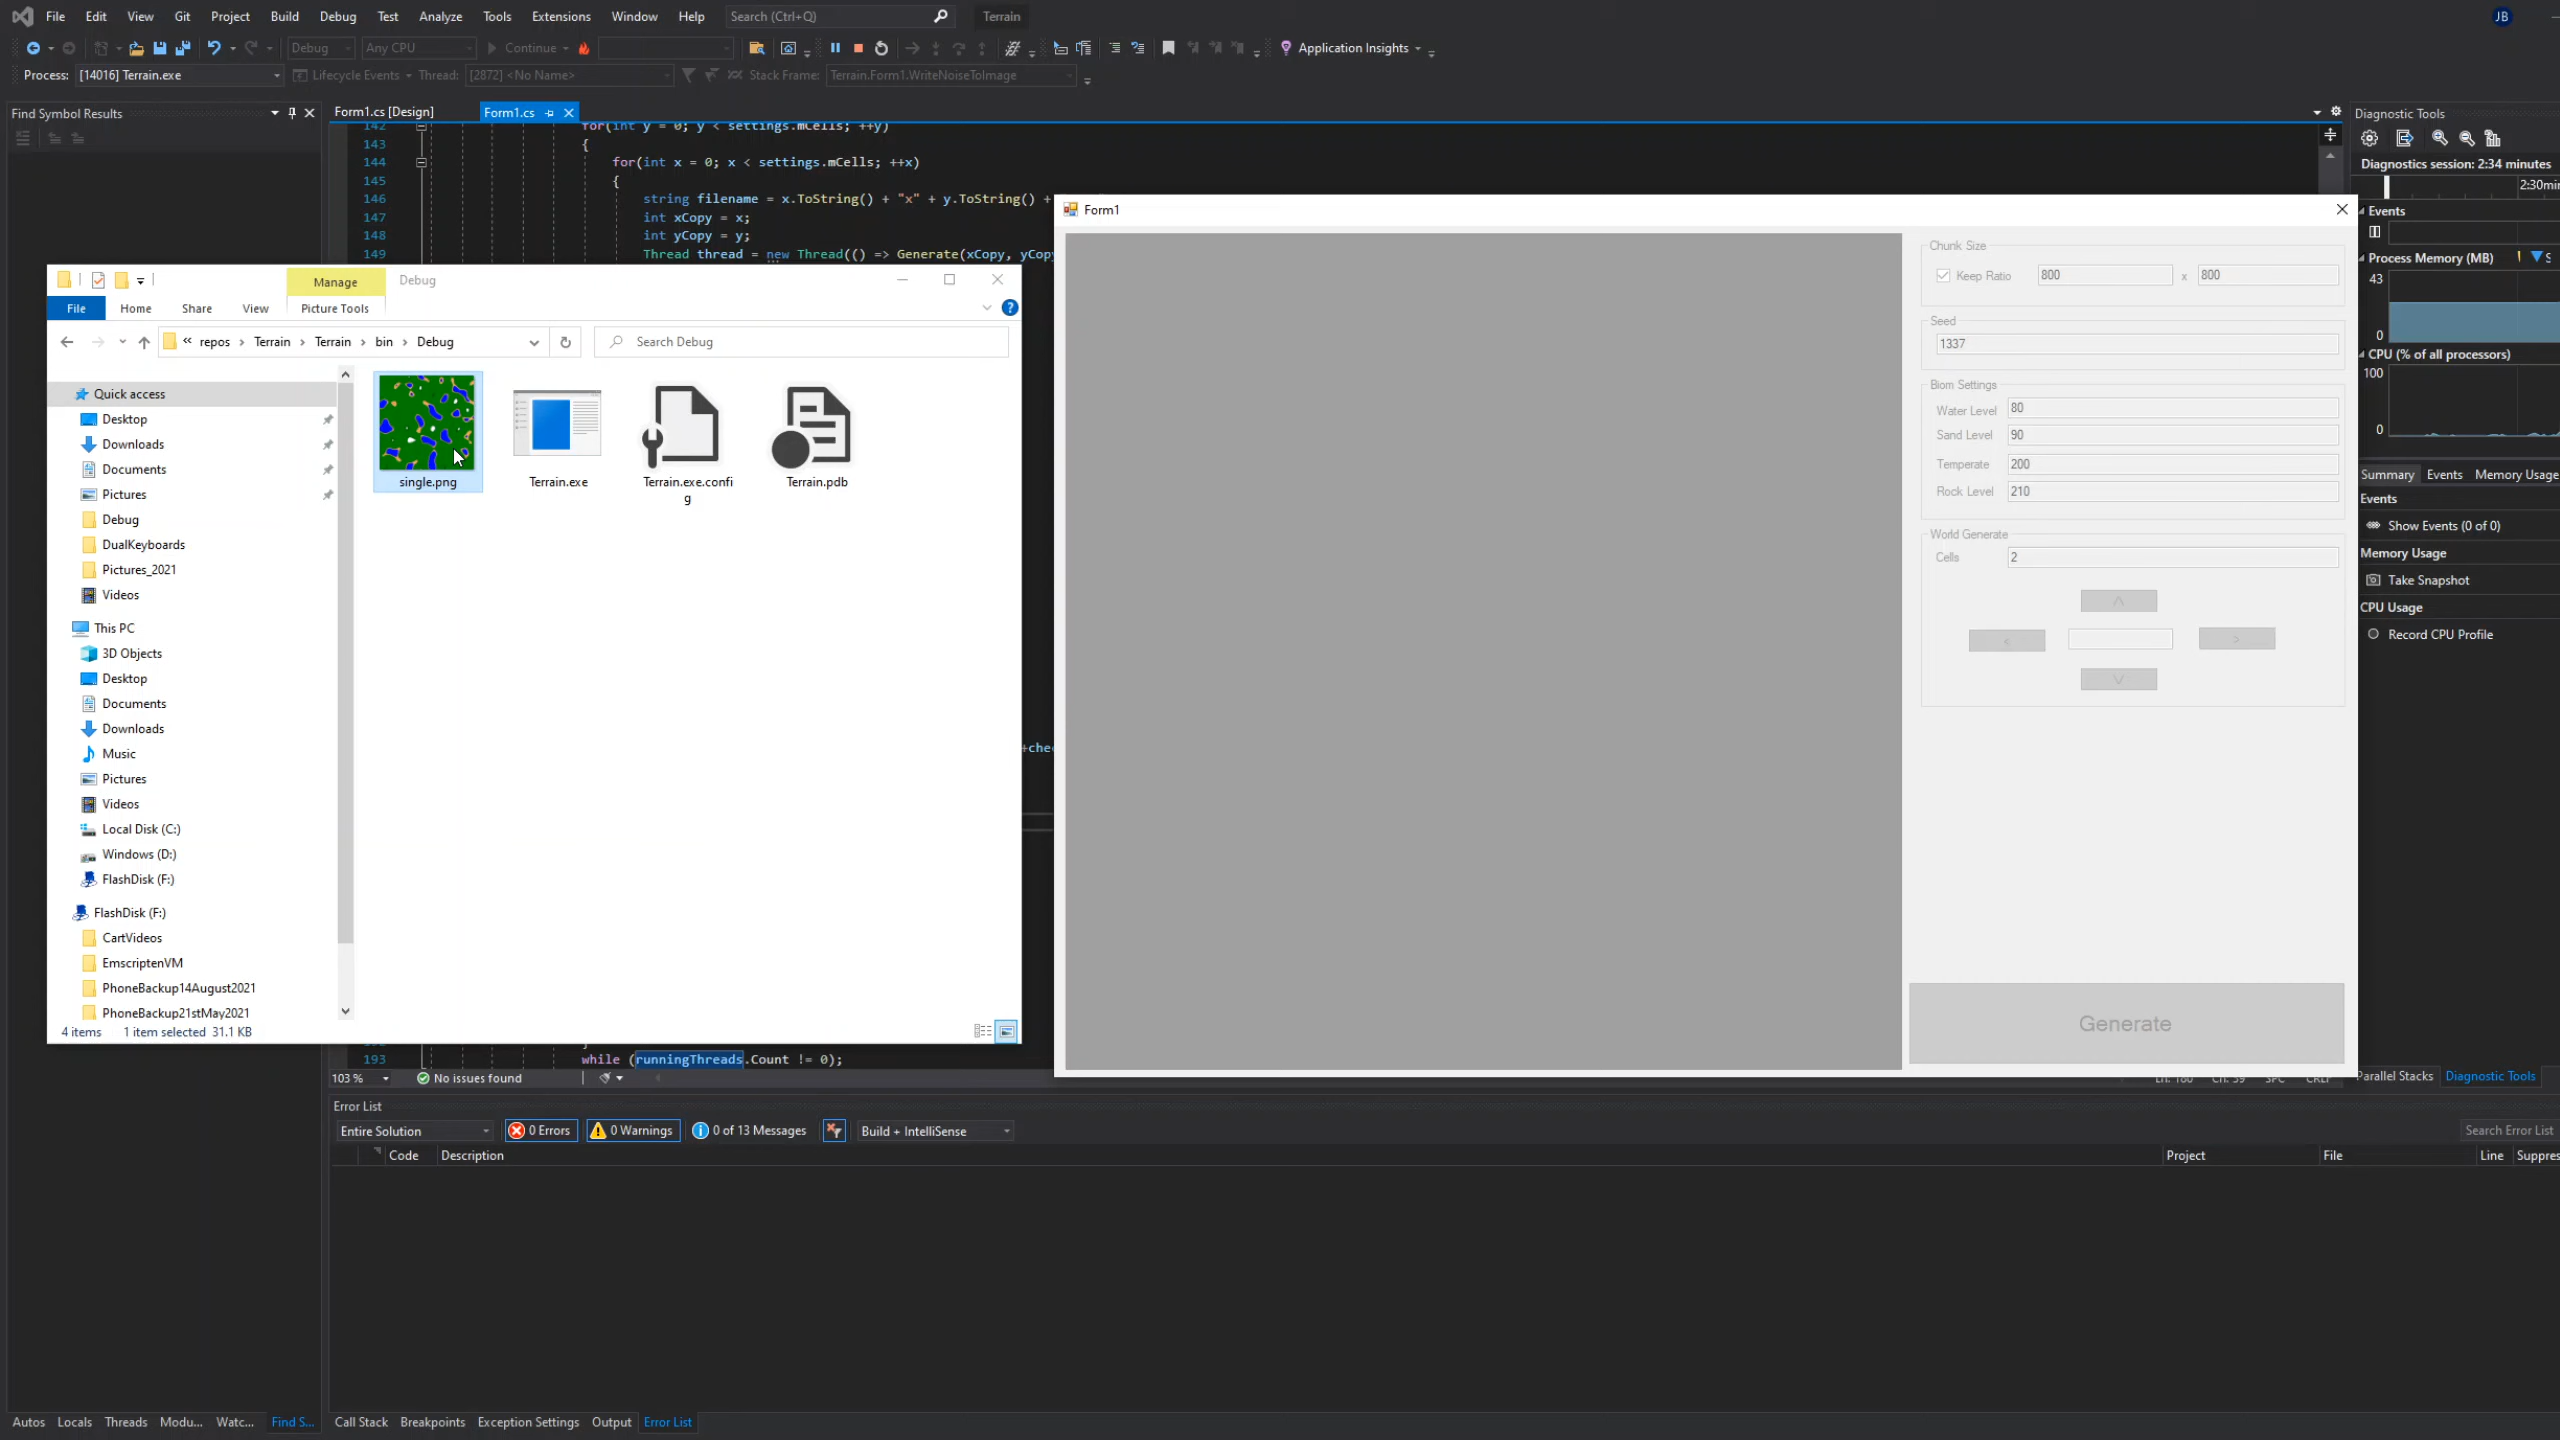 File Edit View Git Project Build Debug Test Analyze Tools Extensions Window Help Search (Ctrl+Q) Terrain JB
Debug Any CPU Continue Application Insights
Process: [14016] Terrain.exe Lifecycle Events Thread: [2872] <No Name> Stack Frame: Terrain.Form1.WriteNoiseToImage
Find Symbol Results
Form1.cs [Design] Form1.cs
142 for(int y = 0; y < settings.mCells; ++y)
143 {
144 for(int x = 0; x < settings.mCells; ++x)
145 {
146 string filename = x.ToString() + "x" + y.ToString() +
147 int xCopy = x;
148 int yCopy = y;
149 Thread thread = new Thread(() => Generate(xCopy, yCopy
+che
193 while (runningThreads.Count != 0);
103 % No issues found
Manage Debug
File Home Share View Picture Tools
« repos › Terrain › Terrain › bin › Debug Search Debug
Quick access
Desktop
Downloads
Documents
Pictures
Debug
DualKeyboards
Pictures_2021
Videos
This PC
3D Objects
Desktop
Documents
Downloads
Music
Pictures
Videos
Local Disk (C:)
Windows (D:)
FlashDisk (F:)
FlashDisk (F:)
CartVideos
EmscriptenVM
PhoneBackup14August2021
PhoneBackup21stMay2021
single.png
Terrain.exe
Terrain.exe.confi
g
Terrain.pdb
4 items 1 item selected 31.1 KB
Form1
Chunk Size
Keep Ratio 800 x 800
Seed
1337
Biom Settings
Water Level 80
Sand Level 90
Temperate 200
Rock Level 210
World Generate
Cells 2
Generate
Diagnostic Tools
Diagnostics session: 2:34 minutes
2:30mi
Events
Process Memory (MB) S
43
0
CPU (% of all processors)
100
0
Summary Events Memory Usage
Events
Show Events (0 of 0)
Memory Usage
Take Snapshot
CPU Usage
Record CPU Profile
Parallel Stacks Diagnostic Tools
Error List
Entire Solution 0 Errors 0 Warnings 0 of 13 Messages Build + IntelliSense Search Error List
Code Description Project File Line Suppres
Autos Locals Threads Modu... Watc... Find S... Call Stack Breakpoints Exception Settings Output Error List